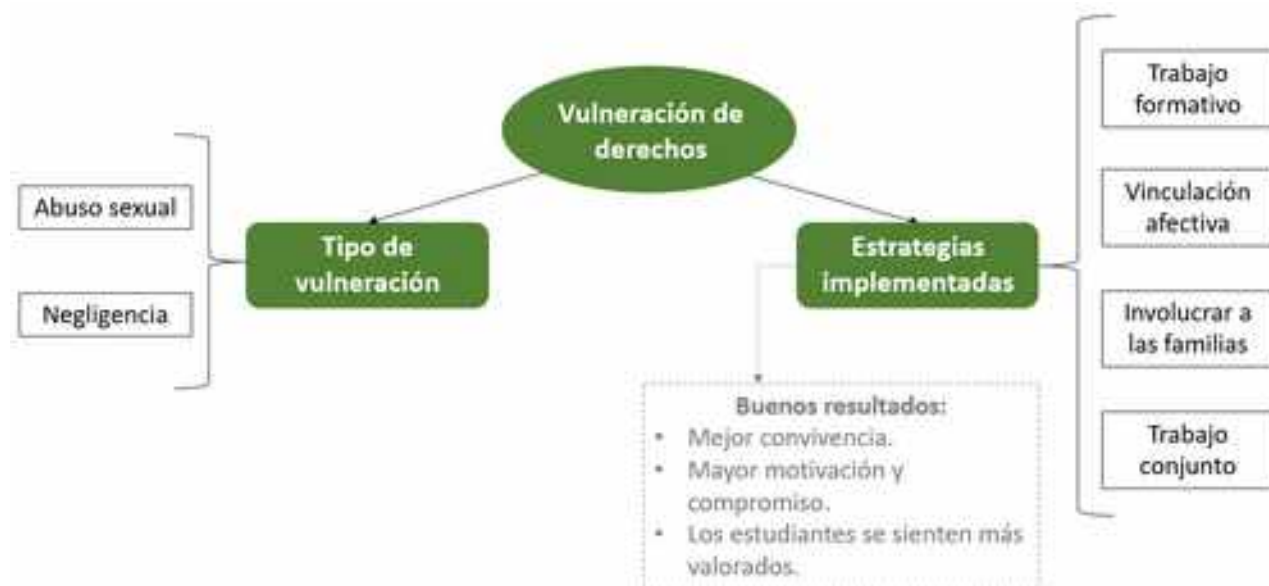 Vulneración de
derechos
Abuso sexual
Negligencia
Tipo de
vulneración
Estrategias
implementadas
Trabajo
formativo
Vinculación
afectiva
Involucrar a
las familias
Trabajo
conjunto
Buenos resultados:
• Mejor convivencia.
• Mayor motivación y
compromiso.
• Los estudiantes se sienten más
valorados.